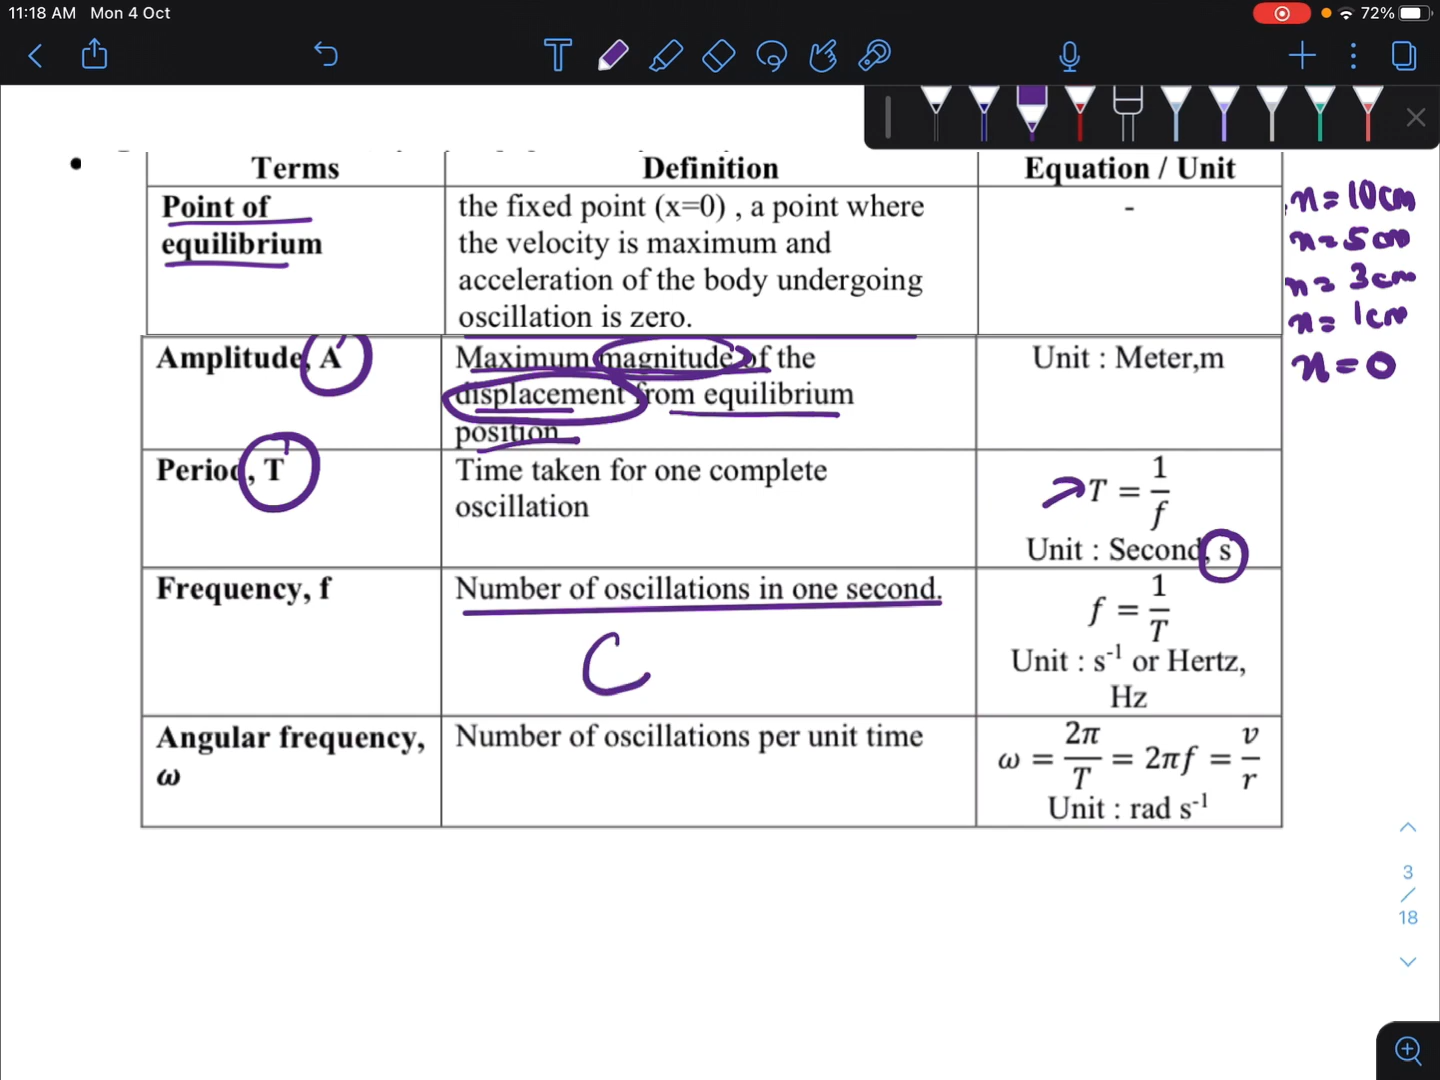 11:18 AM Mon 4 Oct
72%
Terms Definition Equation / Unit
Point of equilibrium
the fixed point (x=0) , a point where
the velocity is maximum and
acceleration of the body undergoing
oscillation is zero.
-
x = 10cm
x = 5cm
x = 3cm
x = 1cm
x = 0
Amplitude, A
Maximum magnitude of the
displacement from equilibrium
position
Unit : Meter,m
Period, T
Time taken for one complete
oscillation
T = 1/f
Unit : Second, s
Frequency, f
Number of oscillations in one second.
C
f = 1/T
Unit : s⁻¹ or Hertz,
Hz
Angular frequency,
ω
Number of oscillations per unit time
ω = 2π/T = 2πf = v/r
Unit : rad s⁻¹
3
/
18